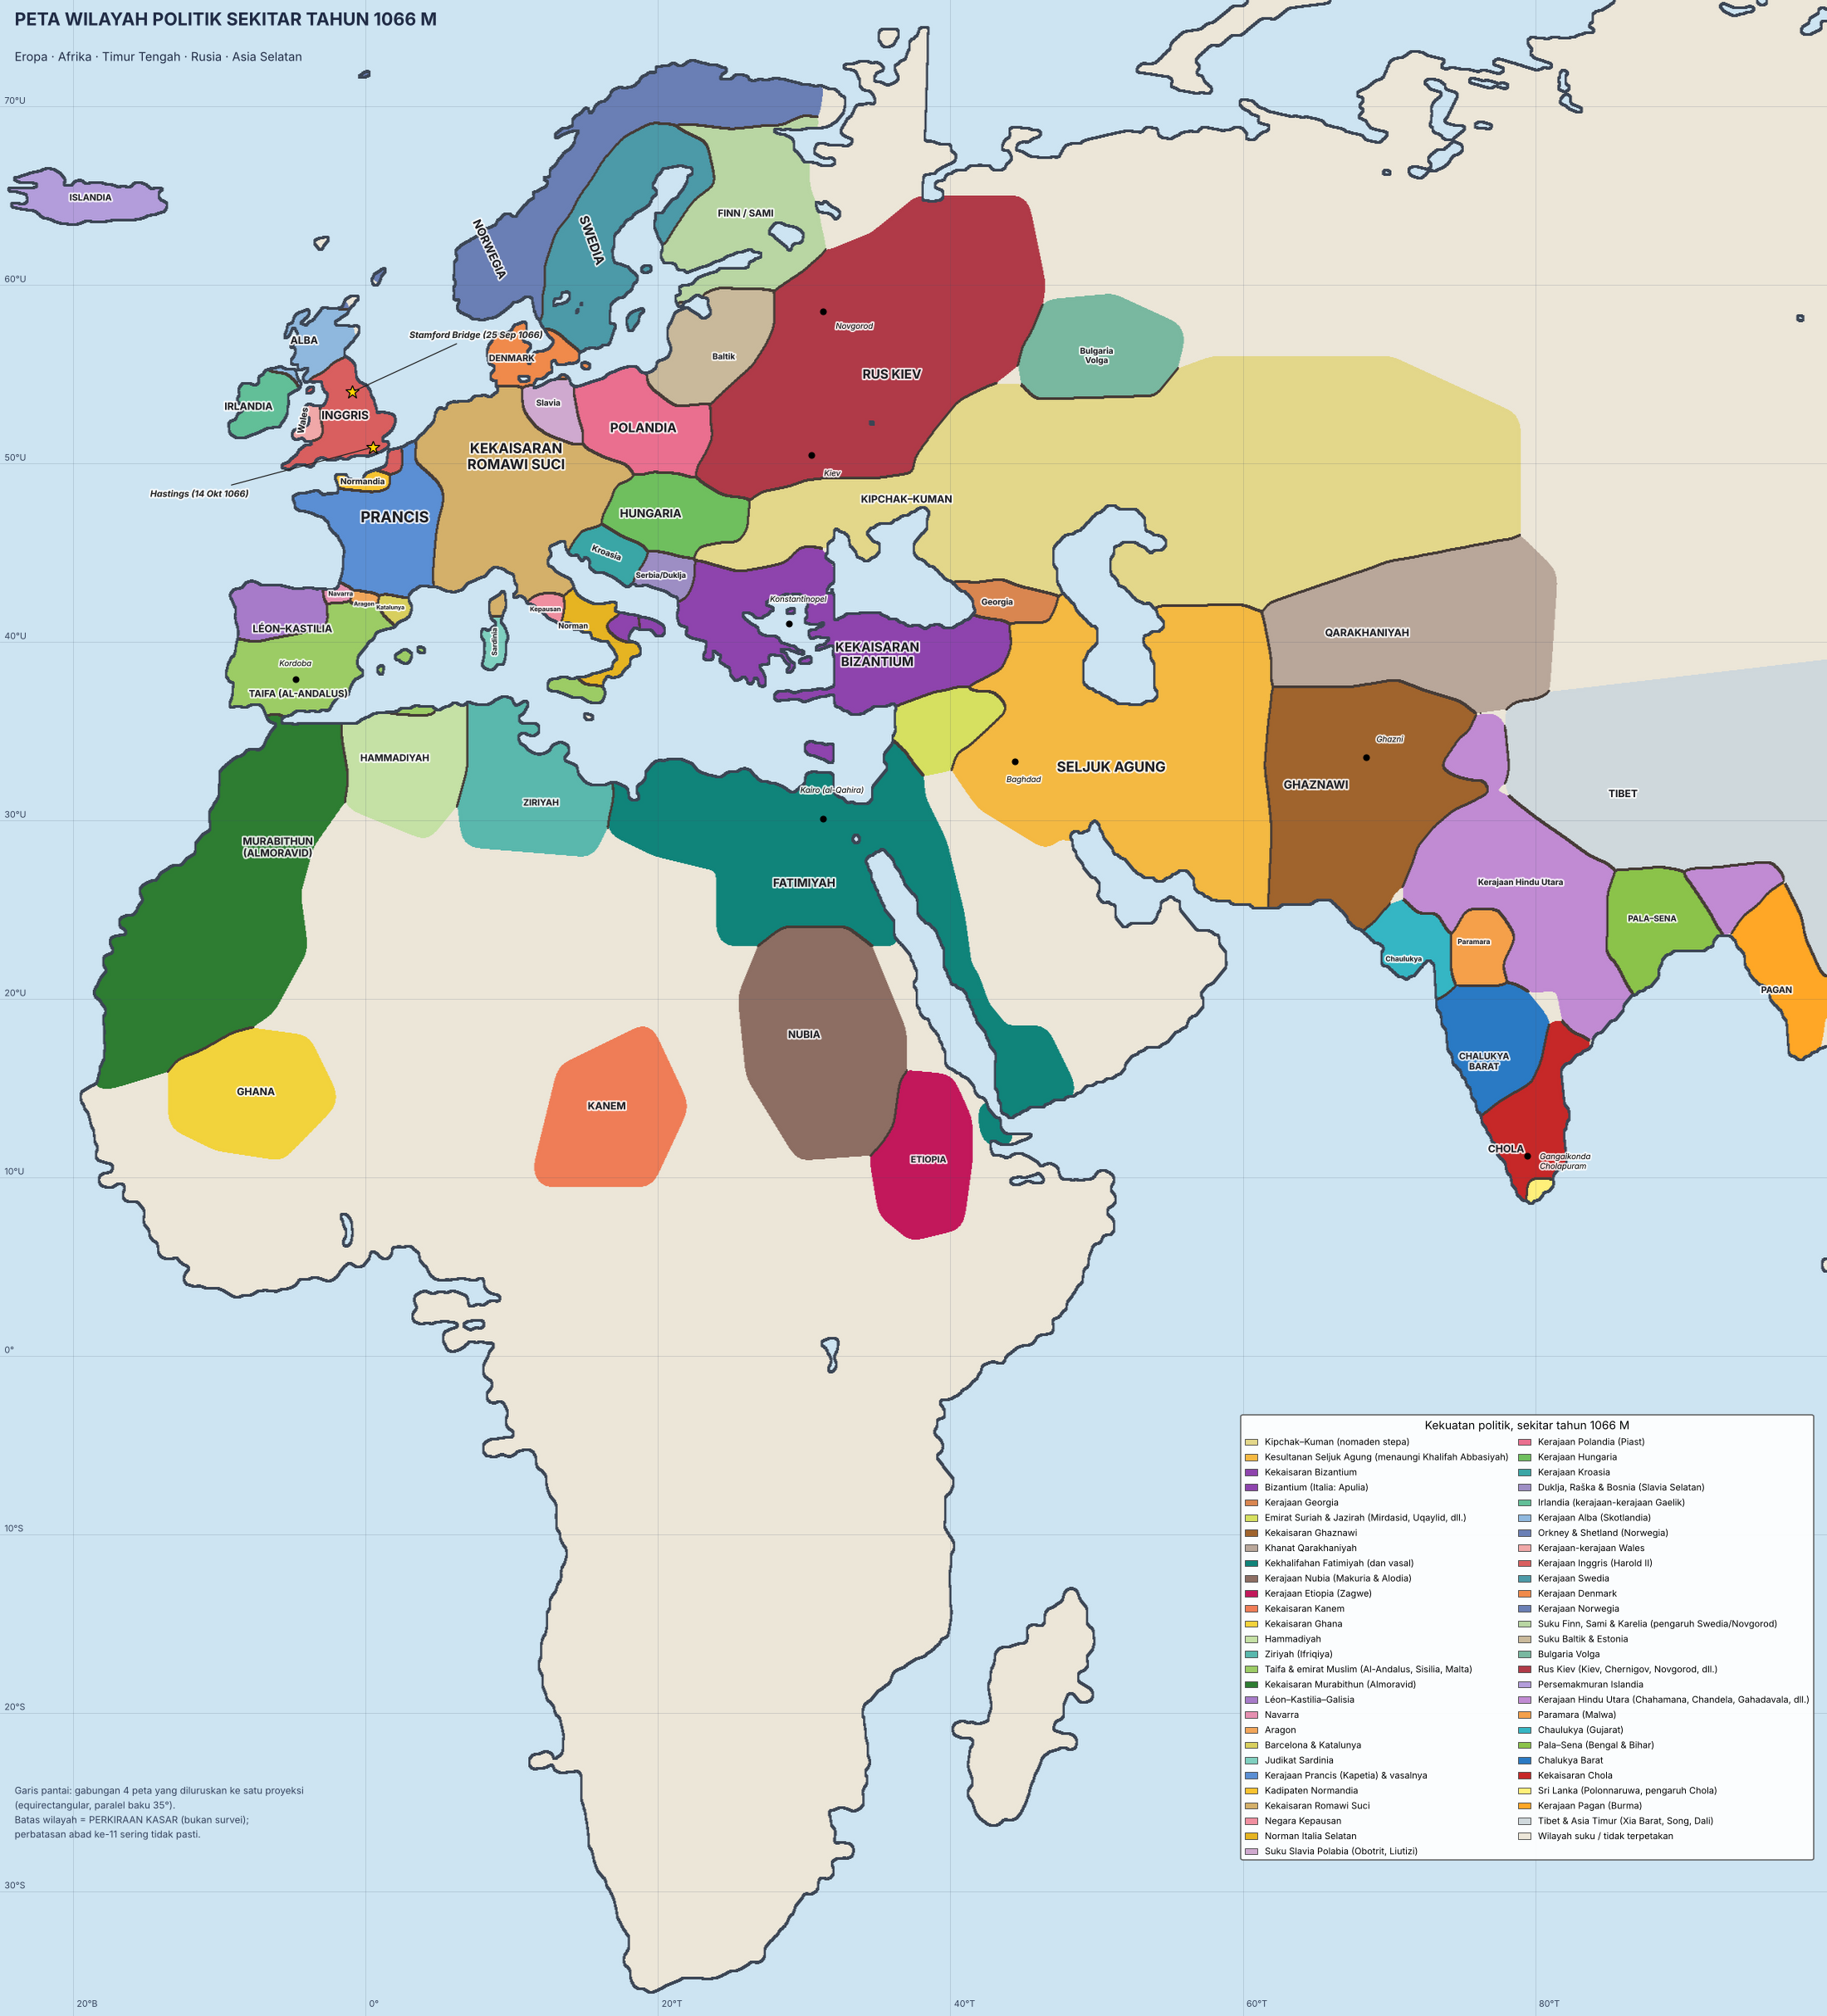 PETA WILAYAH POLITIK SEKITAR TAHUN 1066 M
Eropa · Afrika · Timur Tengah · Rusia · Asia Selatan
70°U
60°U
50°U
40°U
30°U
20°U
10°U
0°
10°S
20°S
30°S
20°B
0°
20°T
40°T
60°T
80°T
ISLANDIA
NORWEGIA
SWEDIA
FINN / SAMI
ALBA
Stamford Bridge (25 Sep 1066)
DENMARK
Baltik
Novgorod
RUS KIEV
Bulgaria
Volga
IRLANDIA
Wales
INGGRIS
Slavia
POLANDIA
KEKAISARAN
ROMAWI SUCI
Kiev
Hastings (14 Okt 1066)
Normandia
PRANCIS
HUNGARIA
KIPCHAK–KUMAN
Kroasia
Serbia/Duklja
Navarra
Aragon
Katalunya
Kepausan
Norman
Konstantinopel
Georgia
LÉON–KASTILIA
Sardinia
KEKAISARAN
BIZANTIUM
QARAKHANIYAH
Kordoba
TAIFA (AL-ANDALUS)
HAMMADIYAH
ZIRIYAH
Kairo (al-Qahira)
Baghdad
SELJUK AGUNG
Ghazni
GHAZNAWI
TIBET
MURABITHUN
(ALMORAVID)
FATIMIYAH
Kerajaan Hindu Utara
PALA–SENA
Paramara
Chaulukya
PAGAN
NUBIA
GHANA
KANEM
ETIOPIA
CHALUKYA
BARAT
CHOLA
Gangaikonda
Cholapuram
Kekuatan politik, sekitar tahun 1066 M
Kipchak–Kuman (nomaden stepa)
Kesultanan Seljuk Agung (menaungi Khalifah Abbasiyah)
Kekaisaran Bizantium
Bizantium (Italia: Apulia)
Kerajaan Georgia
Emirat Suriah & Jazirah (Mirdasid, Uqaylid, dll.)
Kekaisaran Ghaznawi
Khanat Qarakhaniyah
Kekhalifahan Fatimiyah (dan vasal)
Kerajaan Nubia (Makuria & Alodia)
Kerajaan Etiopia (Zagwe)
Kekaisaran Kanem
Kekaisaran Ghana
Hammadiyah
Ziriyah (Ifriqiya)
Taifa & emirat Muslim (Al-Andalus, Sisilia, Malta)
Kekaisaran Murabithun (Almoravid)
Léon–Kastilia–Galisia
Navarra
Aragon
Barcelona & Katalunya
Judikat Sardinia
Kerajaan Prancis (Kapetia) & vasalnya
Kadipaten Normandia
Kekaisaran Romawi Suci
Negara Kepausan
Norman Italia Selatan
Suku Slavia Polabia (Obotrit, Liutizi)
Kerajaan Polandia (Piast)
Kerajaan Hungaria
Kerajaan Kroasia
Duklja, Raška & Bosnia (Slavia Selatan)
Irlandia (kerajaan-kerajaan Gaelik)
Kerajaan Alba (Skotlandia)
Orkney & Shetland (Norwegia)
Kerajaan-kerajaan Wales
Kerajaan Inggris (Harold II)
Kerajaan Swedia
Kerajaan Denmark
Kerajaan Norwegia
Suku Finn, Sami & Karelia (pengaruh Swedia/Novgorod)
Suku Baltik & Estonia
Bulgaria Volga
Rus Kiev (Kiev, Chernigov, Novgorod, dll.)
Persemakmuran Islandia
Kerajaan Hindu Utara (Chahamana, Chandela, Gahadavala, dll.)
Paramara (Malwa)
Chaulukya (Gujarat)
Pala–Sena (Bengal & Bihar)
Chalukya Barat
Kekaisaran Chola
Sri Lanka (Polonnaruwa, pengaruh Chola)
Kerajaan Pagan (Burma)
Tibet & Asia Timur (Xia Barat, Song, Dali)
Wilayah suku / tidak terpetakan
Garis pantai: gabungan 4 peta yang diluruskan ke satu proyeksi
(equirectangular, paralel baku 35°).
Batas wilayah = PERKIRAAN KASAR (bukan survei);
perbatasan abad ke-11 sering tidak pasti.